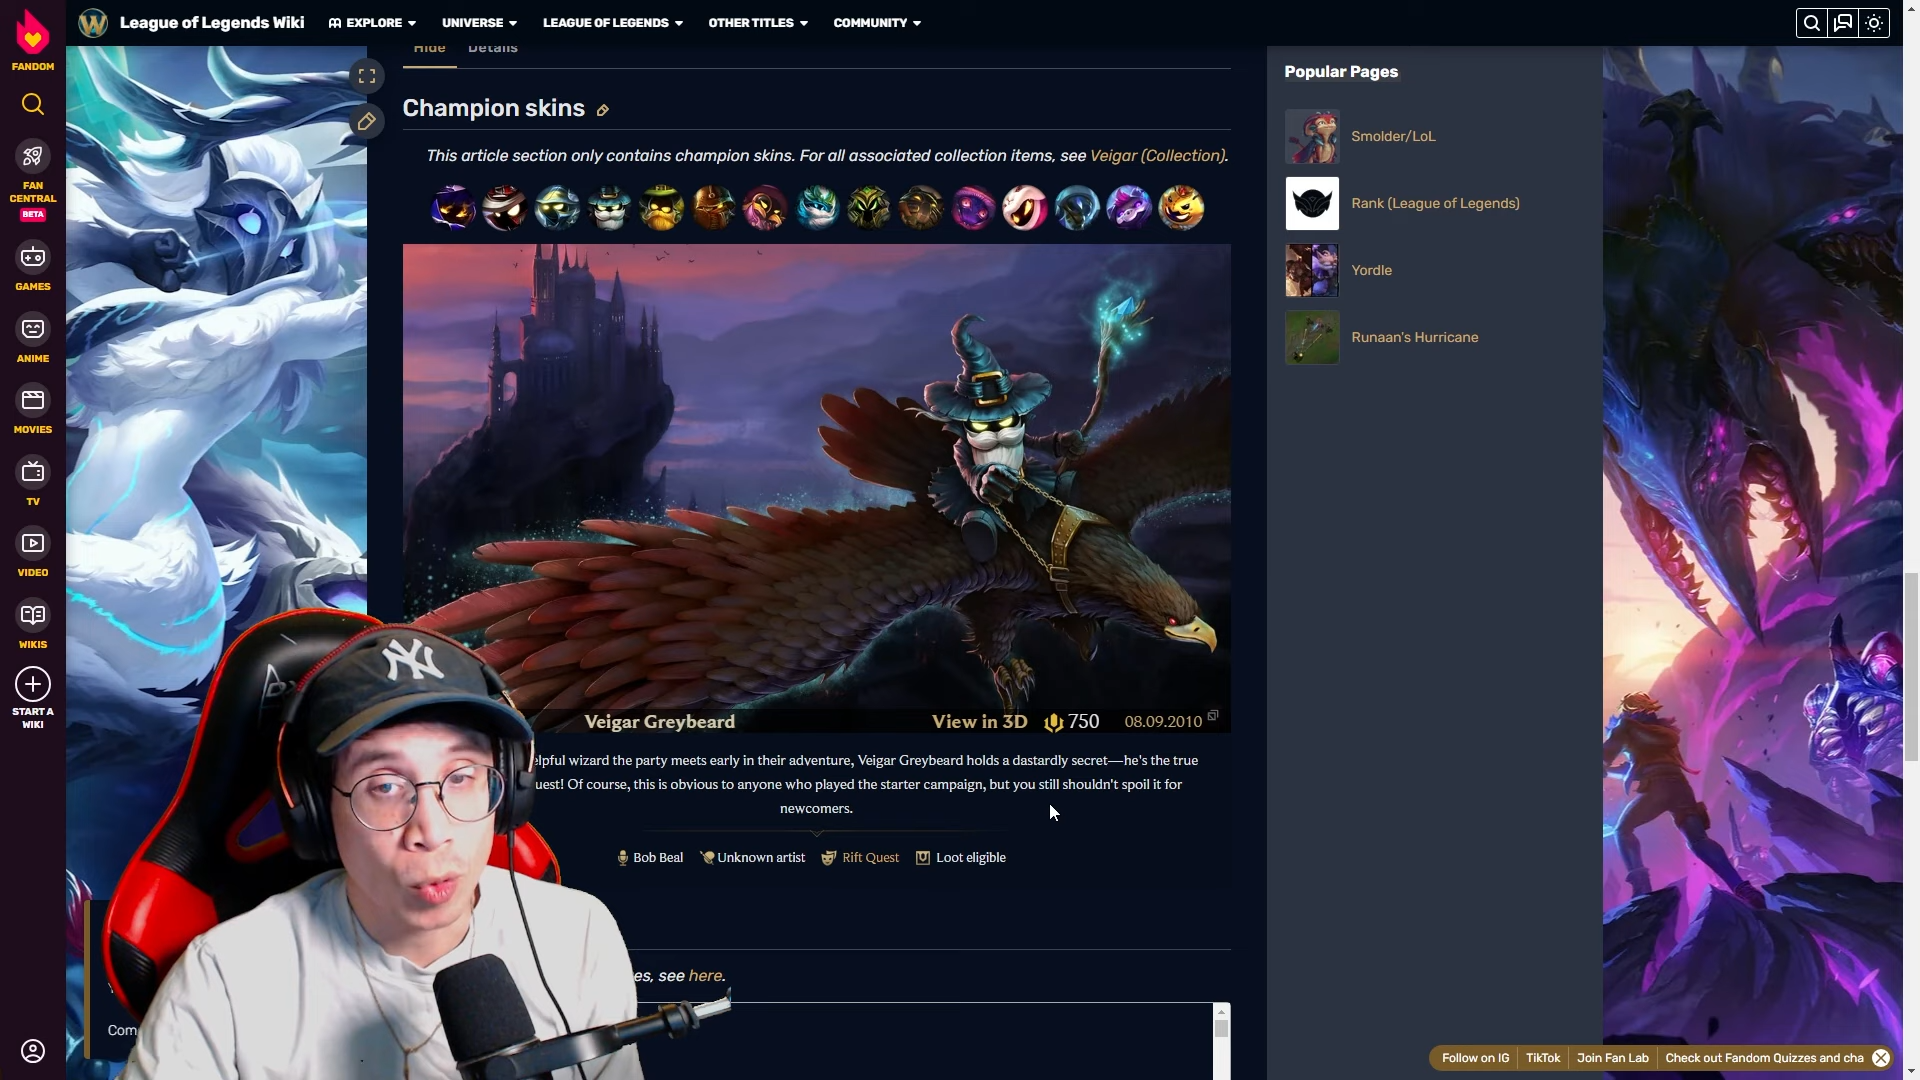 League of Legends Wiki
EXPLORE
UNIVERSE
LEAGUE OF LEGENDS
OTHER TITLES
COMMUNITY
FANDOM
FAN
CENTRAL
BETA
GAMES
ANIME
MOVIES
TV
VIDEO
WIKIS
START A
WIKI
Hide
Details
Champion skins
This article section only contains champion skins. For all associated collection items, see Veigar (Collection).
Veigar Greybeard
View in 3D
750
08.09.2010
wizard the party meets early in their adventure, Veigar Greybeard holds a dastardly secret—he's the true
Of course, this is obvious to anyone who played the starter campaign, but you still shouldn't spoil it for
newcomers.
Bob Beal
Unknown artist
Rift Quest
Loot eligible
see here.
Popular Pages
Smolder/LoL
Rank (League of Legends)
Yordle
Runaan's Hurricane
NY
Follow on IG
TikTok
Join Fan Lab
Check out Fandom Quizzes and cha